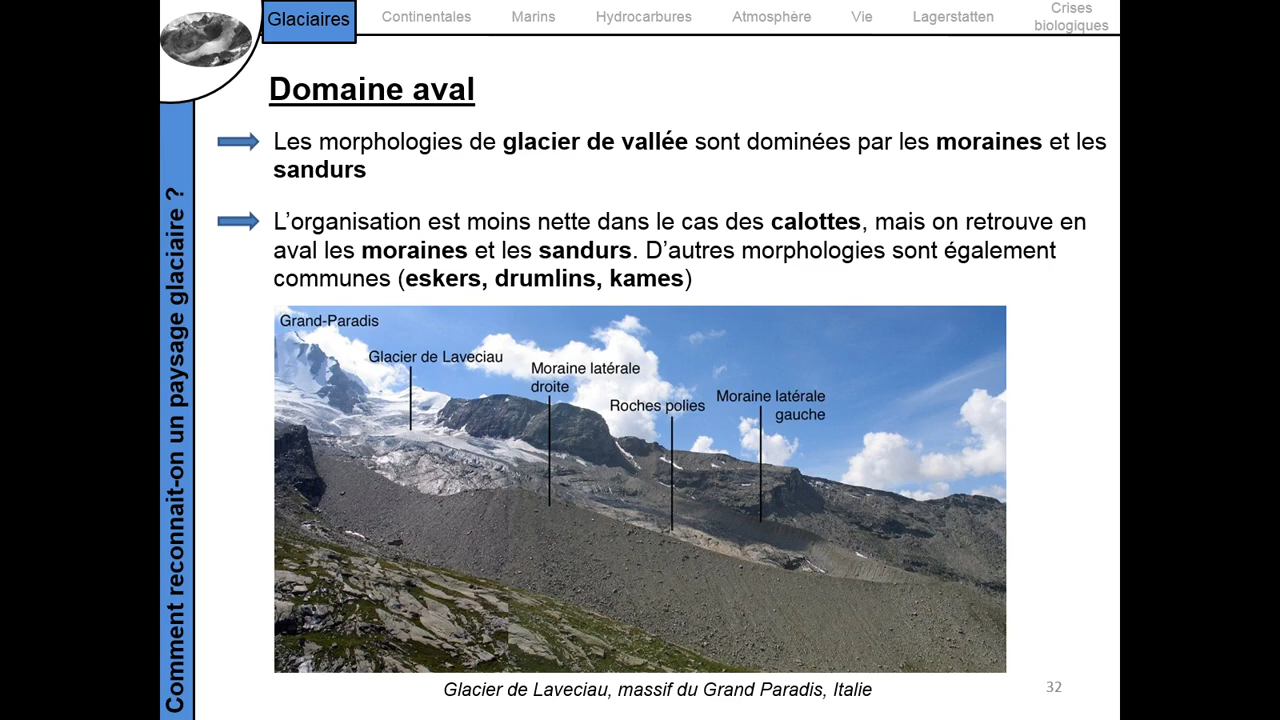 Glaciaires
Continentales
Marins
Hydrocarbures
Atmosphère
Vie
Lagerstatten
Crises
biologiques
Comment reconnait-on un paysage glaciaire ?
Domaine aval
Les morphologies de glacier de vallée sont dominées par les moraines et les
sandurs
L’organisation est moins nette dans le cas des calottes, mais on retrouve en
aval les moraines et les sandurs. D’autres morphologies sont également
communes (eskers, drumlins, kames)
Grand-Paradis
Glacier de Laveciau
Moraine latérale
droite
Roches polies
Moraine latérale
gauche
Glacier de Laveciau, massif du Grand Paradis, Italie
32